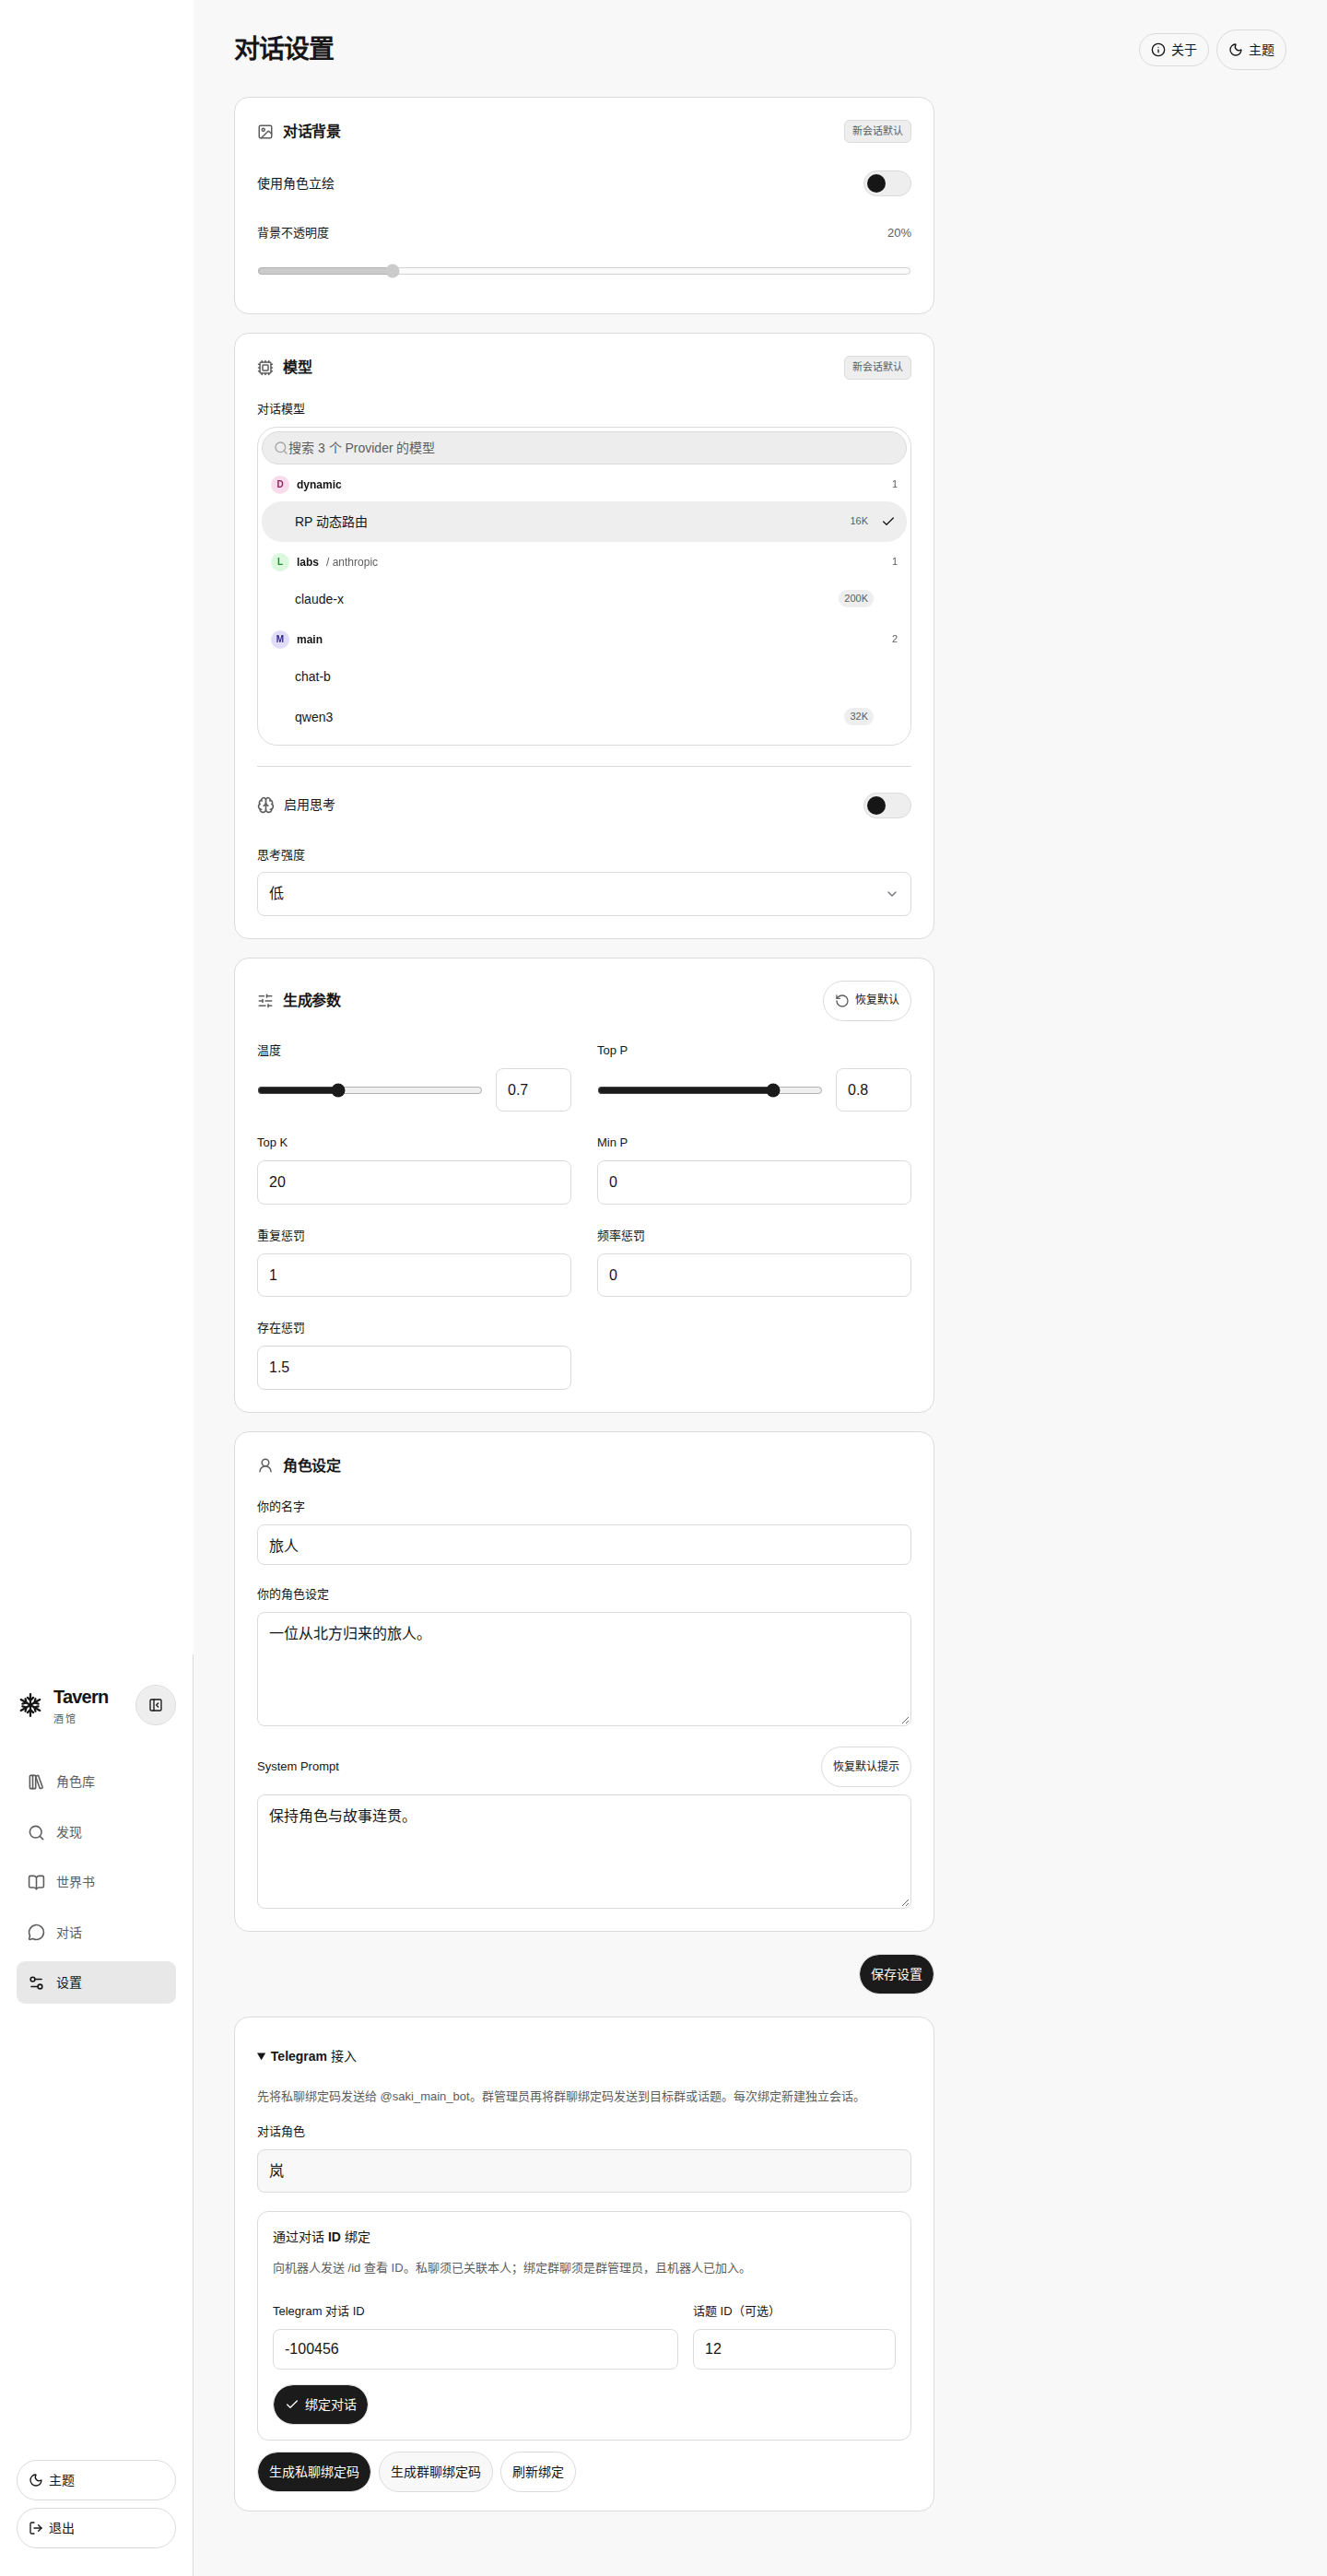 对话设置
关于
主题
对话背景
新会话默认
使用角色立绘
背景不透明度
20%
模型
新会话默认
对话模型
搜索 3 个 Provider 的模型
D dynamic 1
RP 动态路由 16K
L labs / anthropic 1
claude-x 200K
M main 2
chat-b
qwen3 32K
启用思考
思考强度
低
生成参数
恢复默认
温度
Top P
0.7
0.8
Top K
Min P
20
0
重复惩罚
频率惩罚
1
0
存在惩罚
1.5
角色设定
你的名字
旅人
你的角色设定
一位从北方归来的旅人。
System Prompt
恢复默认提示
保持角色与故事连贯。
保存设置
Telegram 接入
先将私聊绑定码发送给 @saki_main_bot。群管理员再将群聊绑定码发送到目标群或话题。每次绑定新建独立会话。
对话角色
岚
通过对话 ID 绑定
向机器人发送 /id 查看 ID。私聊须已关联本人；绑定群聊须是群管理员，且机器人已加入。
Telegram 对话 ID
话题 ID（可选）
-100456
12
绑定对话
生成私聊绑定码
生成群聊绑定码
刷新绑定
Tavern
酒馆
角色库
发现
世界书
对话
设置
主题
退出